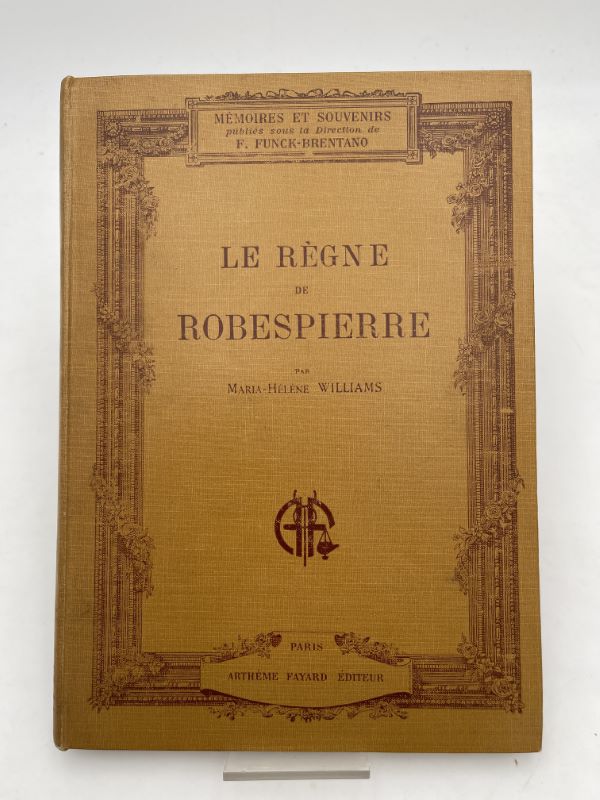 MÉMOIRES ET SOUVENIRS
publiés sous la Direction de
F. FUNCK-BRENTANO
LE RÈGNE
DE
ROBESPIERRE
PAR
MARIA-HÉLÈNE WILLIAMS
PARIS
ARTHÈME FAYARD ÉDITEUR